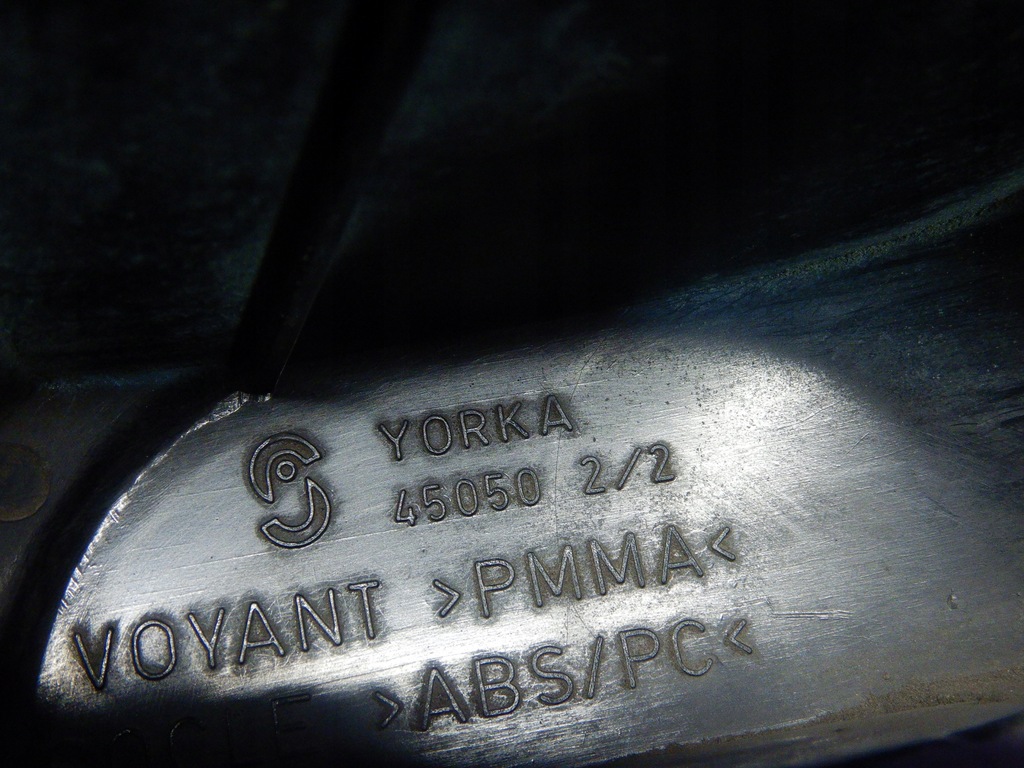 YORKA
45050 2/2
VOYANT >PMMA<
>ABS/PC<